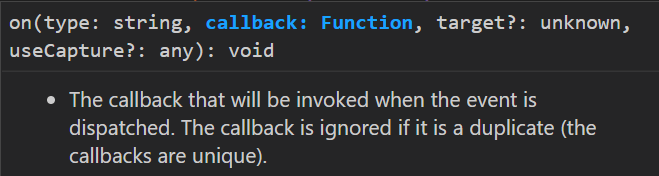 on(type: string, callback: Function, target?: unknown,
useCapture?: any): void
• The callback that will be invoked when the event is
dispatched. The callback is ignored if it is a duplicate (the
callbacks are unique).